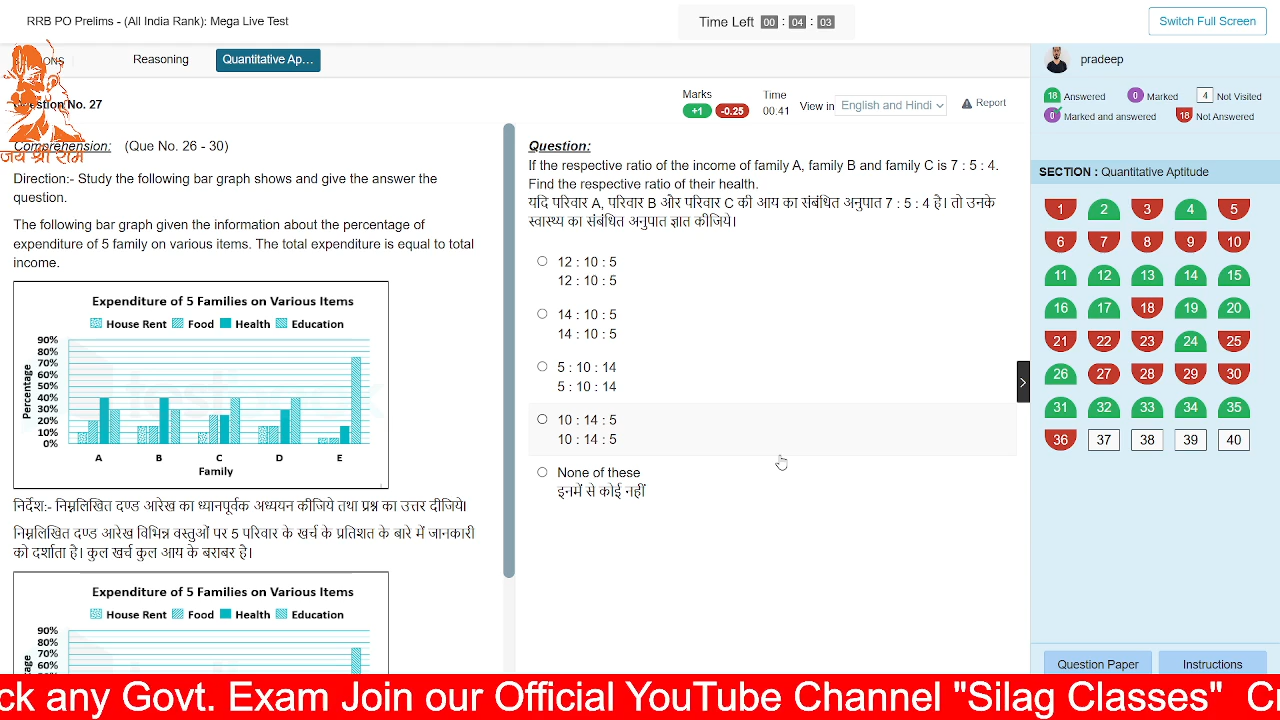 RRB PO Prelims - (All India Rank): Mega Live Test
Time Left 00 : 04 : 03
Switch Full Screen
Reasoning
Quantitative Ap...
pradeep
Question No. 27
Marks
+1 -0.25
Time
00.41
View in English and Hindi
Report
18 Answered 0 Marked 4 Not Visited
0 Marked and answered 18 Not Answered
जय श्री राम
Comprehension: (Que No. 26 - 30)
Direction:- Study the following bar graph shows and give the answer the
question.
The following bar graph given the information about the percentage of
expenditure of 5 family on various items. The total expenditure is equal to total
income.
Expenditure of 5 Families on Various Items
House Rent Food Health Education
90%
80%
70%
60%
50%
40%
30%
20%
10%
0%
Percentage
A B C D E
Family
निर्देश:- निम्नलिखित दण्ड आरेख का ध्यानपूर्वक अध्ययन कीजिये तथा प्रश्न का उत्तर दीजिये।
निम्नलिखित दण्ड आरेख विभिन्न वस्तुओं पर 5 परिवार के खर्च के प्रतिशत के बारे में जानकारी
को दर्शाता है। कुल खर्च कुल आय के बराबर है।
Expenditure of 5 Families on Various Items
House Rent Food Health Education
90%
80%
70%
60%
Question:
If the respective ratio of the income of family A, family B and family C is 7 : 5 : 4.
Find the respective ratio of their health.
यदि परिवार A, परिवार B और परिवार C की आय का संबंधित अनुपात 7 : 5 : 4 है। तो उनके
स्वास्थ्य का संबंधित अनुपात ज्ञात कीजिये।
12 : 10 : 5
12 : 10 : 5
14 : 10 : 5
14 : 10 : 5
5 : 10 : 14
5 : 10 : 14
10 : 14 : 5
10 : 14 : 5
None of these
इनमें से कोई नहीं
SECTION : Quantitative Aptitude
1 2 3 4 5
6 7 8 9 10
11 12 13 14 15
16 17 18 19 20
21 22 23 24 25
26 27 28 29 30
31 32 33 34 35
36 37 38 39 40
Question Paper
Instructions
ck any Govt. Exam Join our Official YouTube Channel "Silag Classes"